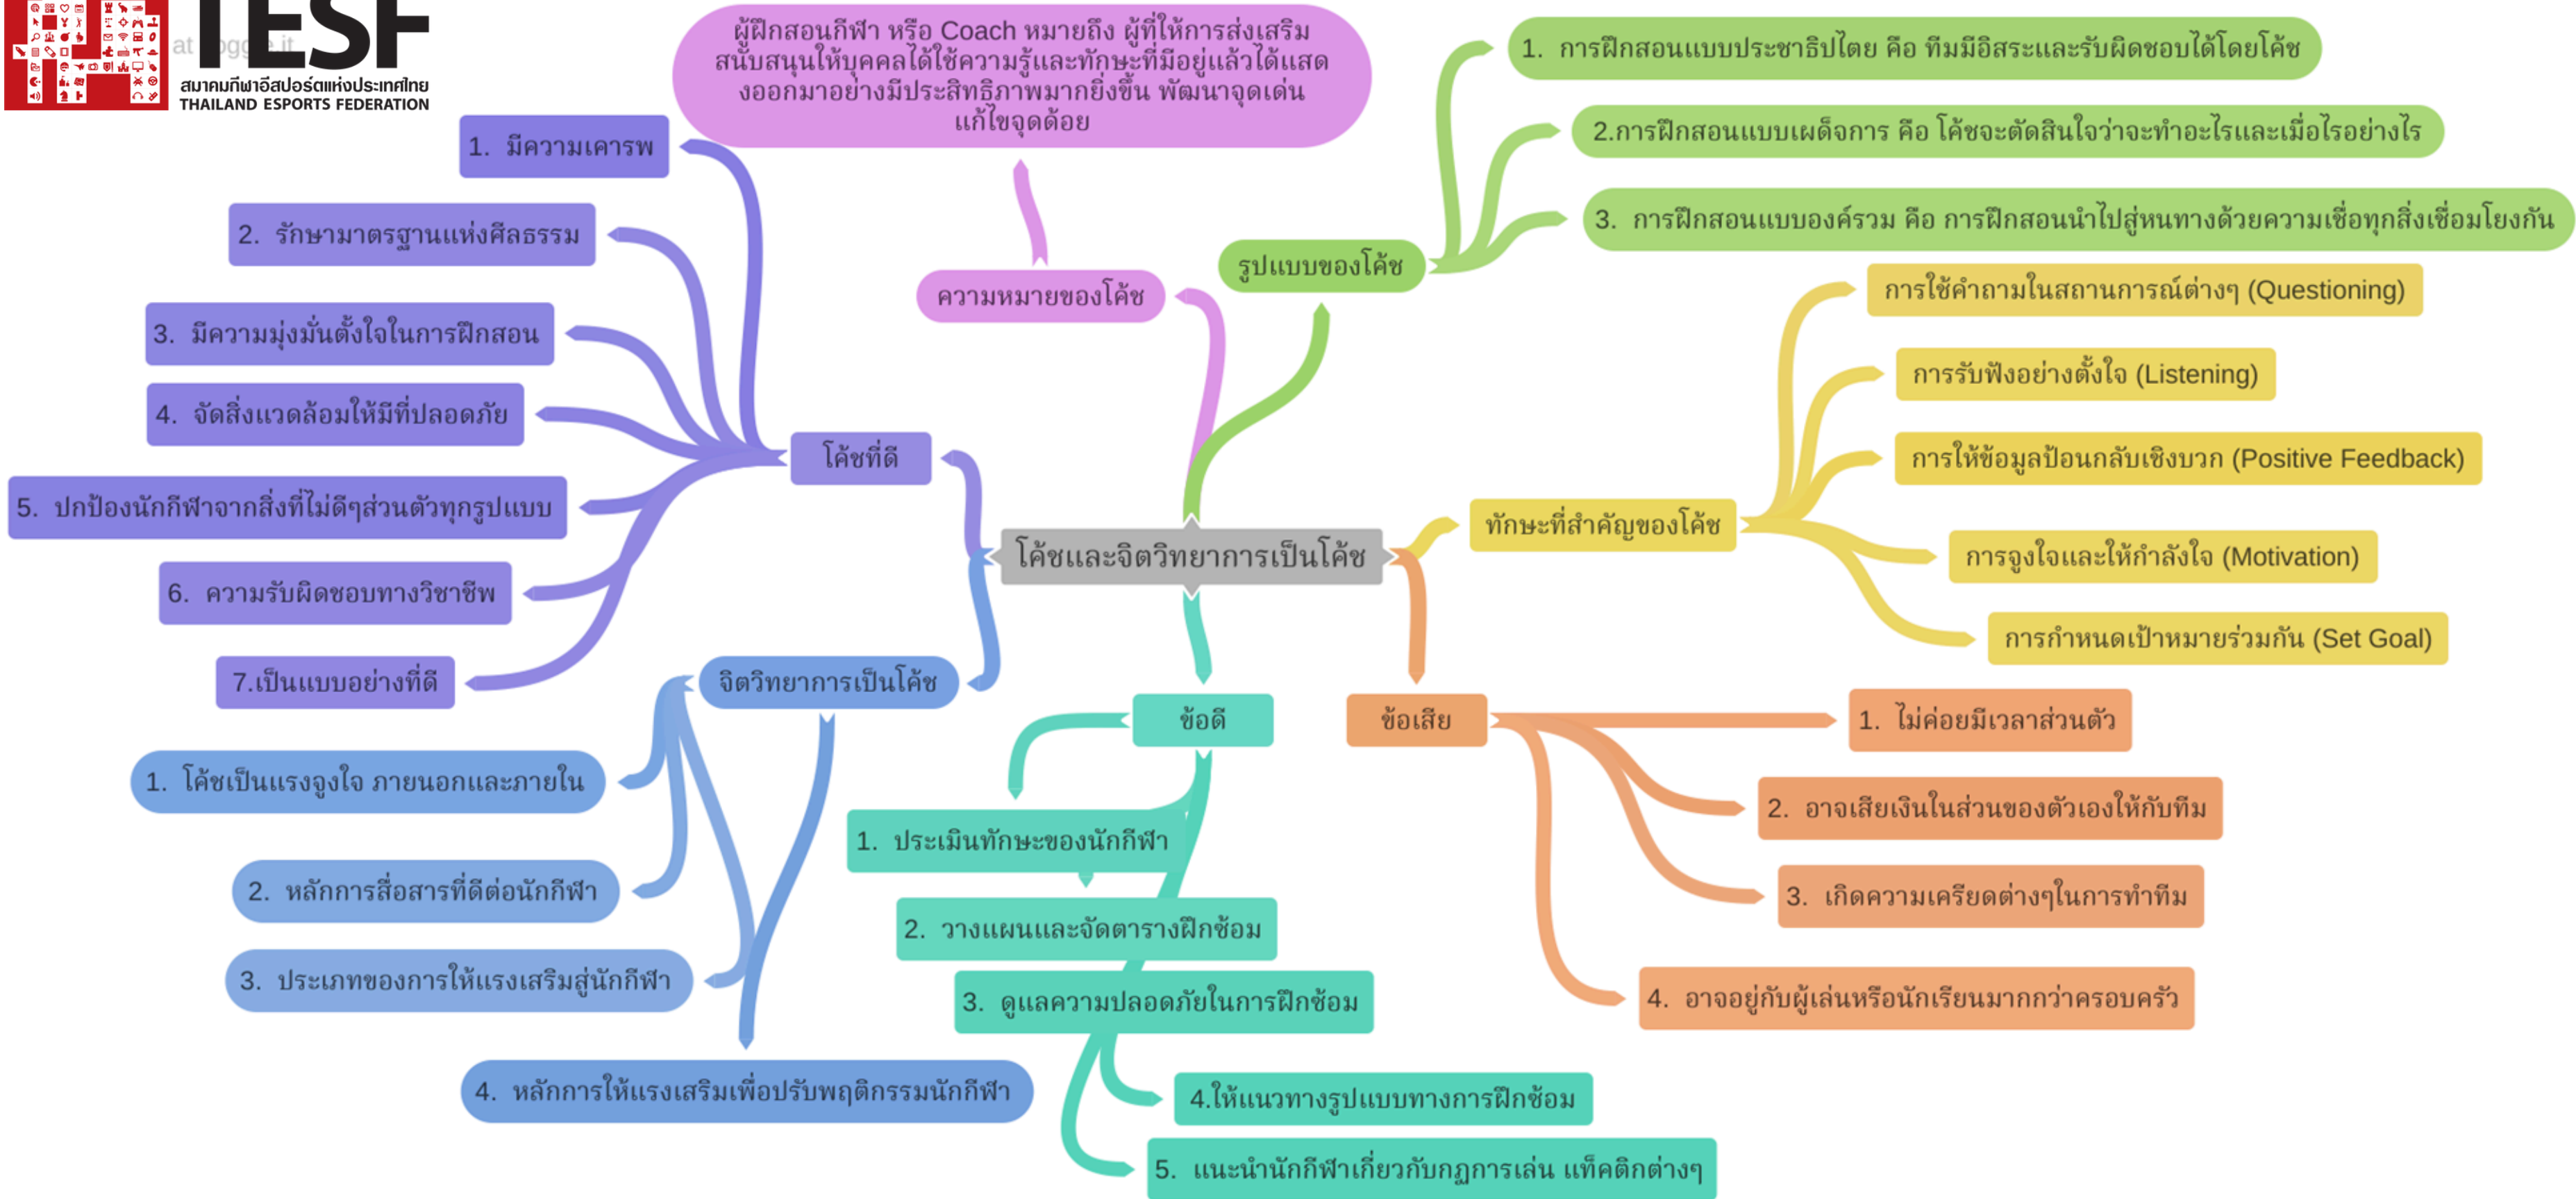 TESF
สมาคมกีฬาอีสปอร์ตแห่งประเทศไทย
THAILAND ESPORTS FEDERATION
ผู้ฝึกสอนกีฬา หรือ Coach หมายถึง ผู้ที่ให้การส่งเสริม
สนับสนุนให้บุคคลได้ใช้ความรู้และทักษะที่มีอยู่แล้วได้แสด
งออกมาอย่างมีประสิทธิภาพมากยิ่งขึ้น พัฒนาจุดเด่น
แก้ไขจุดด้อย
ความหมายของโค้ช
รูปแบบของโค้ช
1. การฝึกสอนแบบประชาธิปไตย คือ ทีมมีอิสระและรับผิดชอบได้โดยโค้ช
2.การฝึกสอนแบบเผด็จการ คือ โค้ชจะตัดสินใจว่าจะทำอะไรและเมื่อไรอย่างไร
3. การฝึกสอนแบบองค์รวม คือ การฝึกสอนนำไปสู่หนทางด้วยความเชื่อทุกสิ่งเชื่อมโยงกัน
โค้ชที่ดี
1. มีความเคารพ
2. รักษามาตรฐานแห่งศีลธรรม
3. มีความมุ่งมั่นตั้งใจในการฝึกสอน
4. จัดสิ่งแวดล้อมให้มีที่ปลอดภัย
5. ปกป้องนักกีฬาจากสิ่งที่ไม่ดีๆส่วนตัวทุกรูปแบบ
6. ความรับผิดชอบทางวิชาชีพ
7.เป็นแบบอย่างที่ดี
โค้ชและจิตวิทยาการเป็นโค้ช
ทักษะที่สำคัญของโค้ช
การใช้คำถามในสถานการณ์ต่างๆ (Questioning)
การรับฟังอย่างตั้งใจ (Listening)
การให้ข้อมูลป้อนกลับเชิงบวก (Positive Feedback)
การจูงใจและให้กำลังใจ (Motivation)
การกำหนดเป้าหมายร่วมกัน (Set Goal)
จิตวิทยาการเป็นโค้ช
1. โค้ชเป็นแรงจูงใจ ภายนอกและภายใน
2. หลักการสื่อสารที่ดีต่อนักกีฬา
3. ประเภทของการให้แรงเสริมสู่นักกีฬา
4. หลักการให้แรงเสริมเพื่อปรับพฤติกรรมนักกีฬา
ข้อดี
1. ประเมินทักษะของนักกีฬา
2. วางแผนและจัดตารางฝึกซ้อม
3. ดูแลความปลอดภัยในการฝึกซ้อม
4.ให้แนวทางรูปแบบทางการฝึกซ้อม
5. แนะนำนักกีฬาเกี่ยวกับกฏการเล่น แท็คติกต่างๆ
ข้อเสีย
1. ไม่ค่อยมีเวลาส่วนตัว
2. อาจเสียเงินในส่วนของตัวเองให้กับทีม
3. เกิดความเครียดต่างๆในการทำทีม
4. อาจอยู่กับผู้เล่นหรือนักเรียนมากกว่าครอบครัว